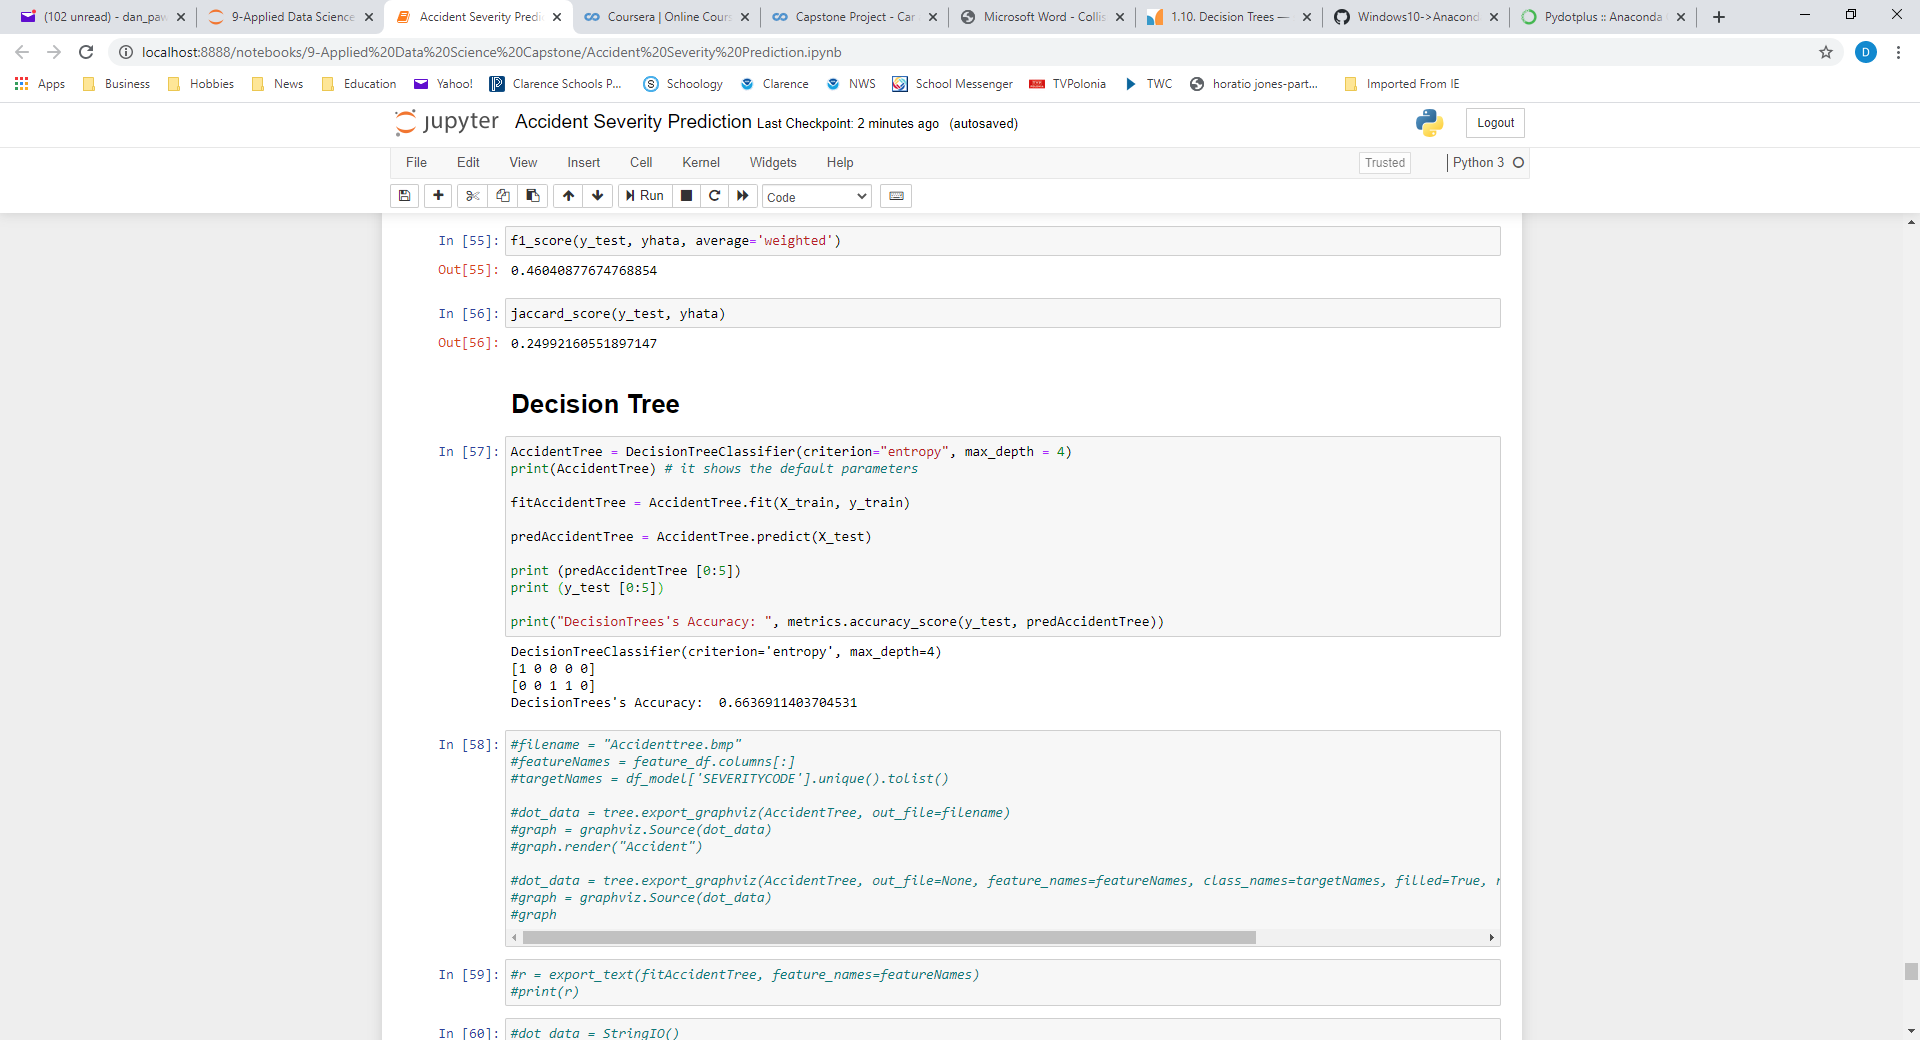 (102 unread) - dan_paw
9-Applied Data Science
Accident Severity Predi
Coursera | Online Cour
Capstone Project - Car
Microsoft Word - Collis
1.10. Decision Trees —
Windows10->Anacond
Pydotplus :: Anaconda
localhost:8888/notebooks/9-Applied%20Data%20Science%20Capstone/Accident%20Severity%20Prediction.ipynb
D
Apps Business Hobbies News Education Yahoo! Clarence Schools P... Schoology Clarence NWS School Messenger TVPolonia TWC horatio jones-part... Imported From IE
jupyter Accident Severity Prediction Last Checkpoint: 2 minutes ago (autosaved)
Logout
File Edit View Insert Cell Kernel Widgets Help
Trusted Python 3
Run Code
In [55]: f1_score(y_test, yhata, average='weighted')
Out[55]: 0.46040877674768854
In [56]: jaccard_score(y_test, yhata)
Out[56]: 0.24992160551897147
Decision Tree
In [57]: AccidentTree = DecisionTreeClassifier(criterion="entropy", max_depth = 4)
print(AccidentTree) # it shows the default parameters
fitAccidentTree = AccidentTree.fit(X_train, y_train)
predAccidentTree = AccidentTree.predict(X_test)
print (predAccidentTree [0:5])
print (y_test [0:5])
print("DecisionTrees's Accuracy: ", metrics.accuracy_score(y_test, predAccidentTree))
DecisionTreeClassifier(criterion='entropy', max_depth=4)
[1 0 0 0 0]
[0 0 1 1 0]
DecisionTrees's Accuracy:  0.6636911403704531
In [58]: #filename = "Accidenttree.bmp"
#featureNames = feature_df.columns[:]
#targetNames = df_model['SEVERITYCODE'].unique().tolist()
#dot_data = tree.export_graphviz(AccidentTree, out_file=filename)
#graph = graphviz.Source(dot_data)
#graph.render("Accident")
#dot_data = tree.export_graphviz(AccidentTree, out_file=None, feature_names=featureNames, class_names=targetNames, filled=True, r
#graph = graphviz.Source(dot_data)
#graph
In [59]: #r = export_text(fitAccidentTree, feature_names=featureNames)
#print(r)
In [60]: #dot data = StringIO()